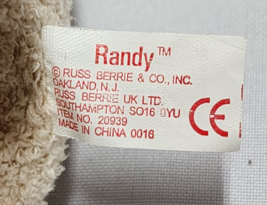 Randy™
© RUSS BERRIE & CO., INC.
OAKLAND, N.J.
RUSS BERRIE UK LTD.
SOUTHAMPTON SO16 0YU
ITEM NO. 20939
MADE IN CHINA 0016
CE